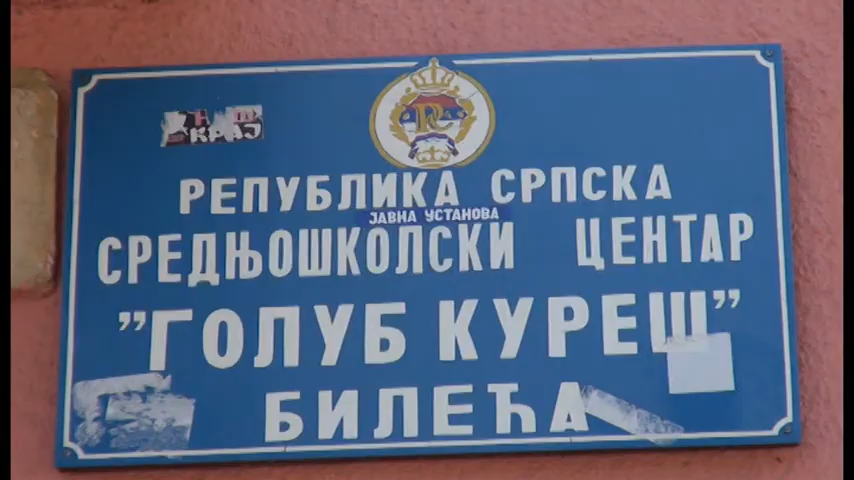 КРАЈ
РЕПУБЛИКА СРПСКА
ЈАВНА УСТАНОВА
СРЕДЊОШКОЛСКИ ЦЕНТАР
"ГОЛУБ КУРЕШ"
БИЛЕЋА